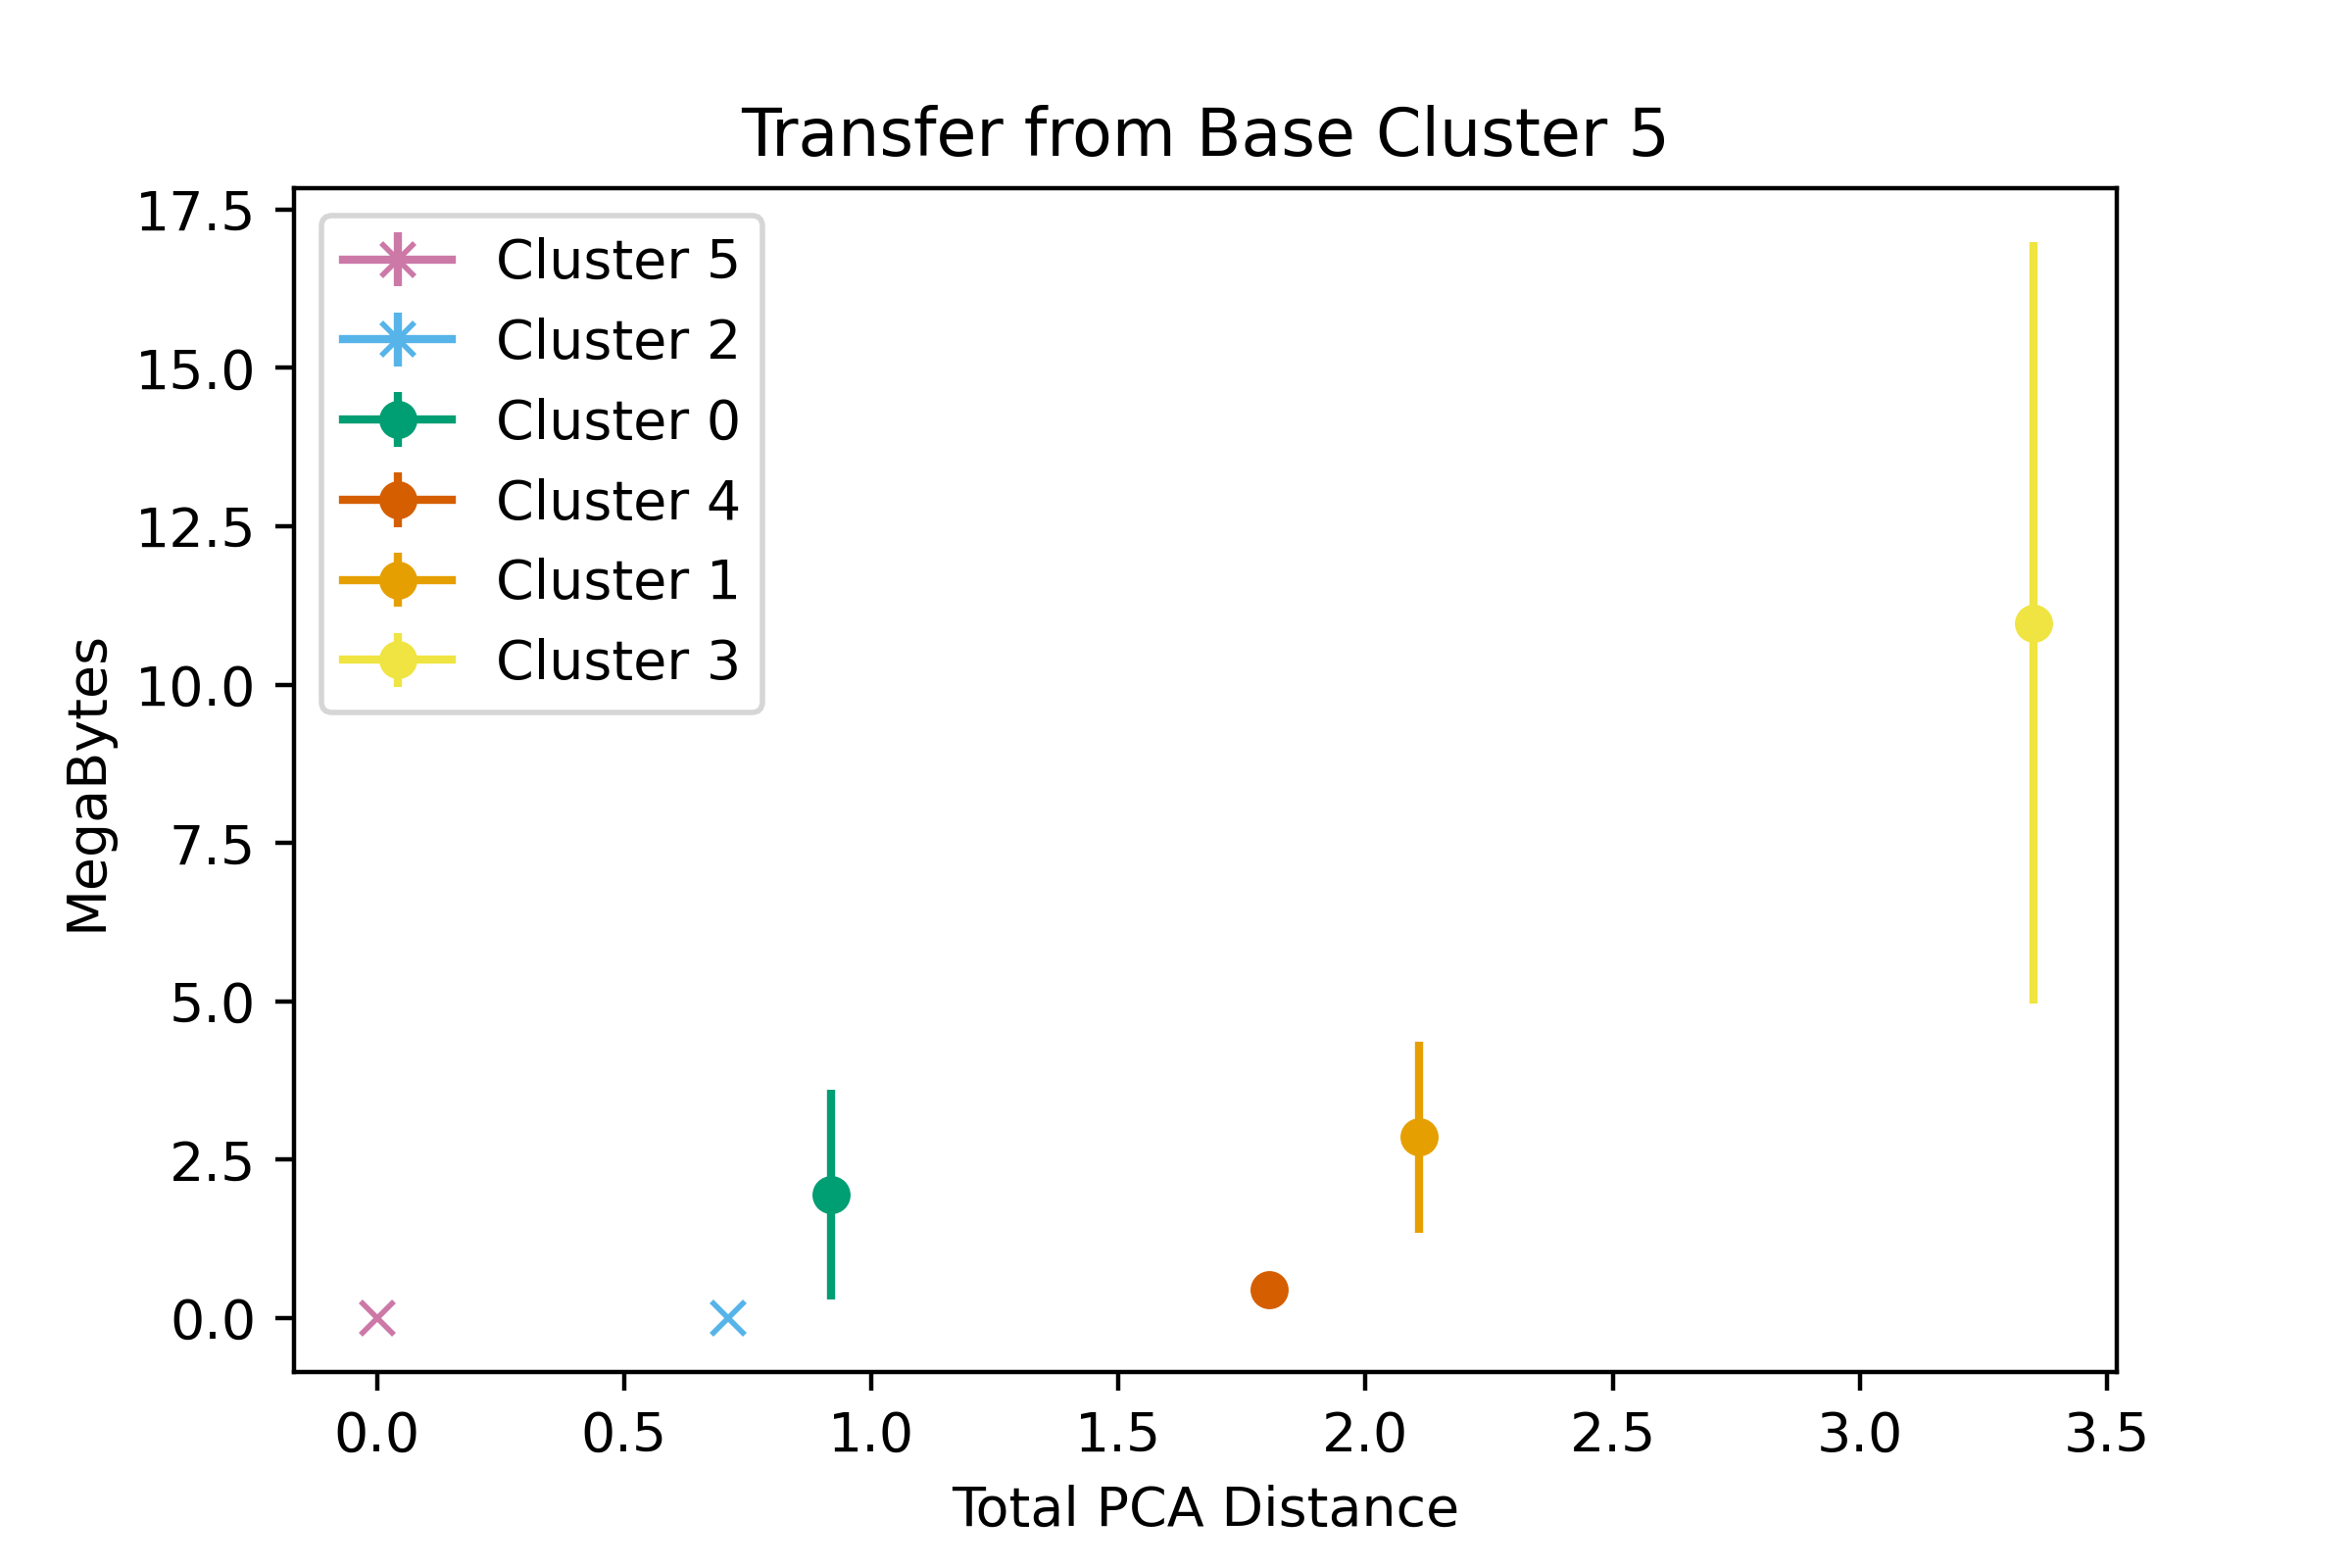 Transfer from Base Cluster 5
17.5
15.0
12.5
10.0
7.5
5.0
2.5
0.0
MegaBytes
Cluster 5
Cluster 2
Cluster 0
Cluster 4
Cluster 1
Cluster 3
0.0 0.5 1.0 1.5 2.0 2.5 3.0 3.5
Total PCA Distance